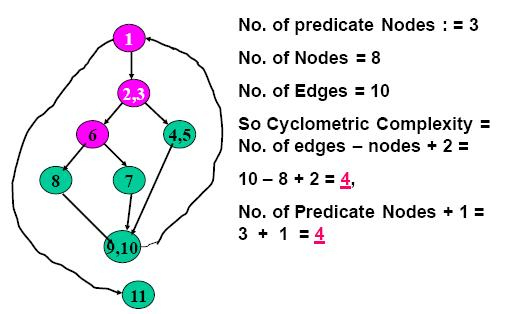 1
2,3
6
4,5
8
7
9,10
11
No. of predicate Nodes : = 3
No. of Nodes = 8
No. of Edges = 10
So Cyclometric Complexity =
No. of edges – nodes + 2 =
10 – 8 + 2 = 4,
No. of Predicate Nodes + 1 =
3 + 1 = 4